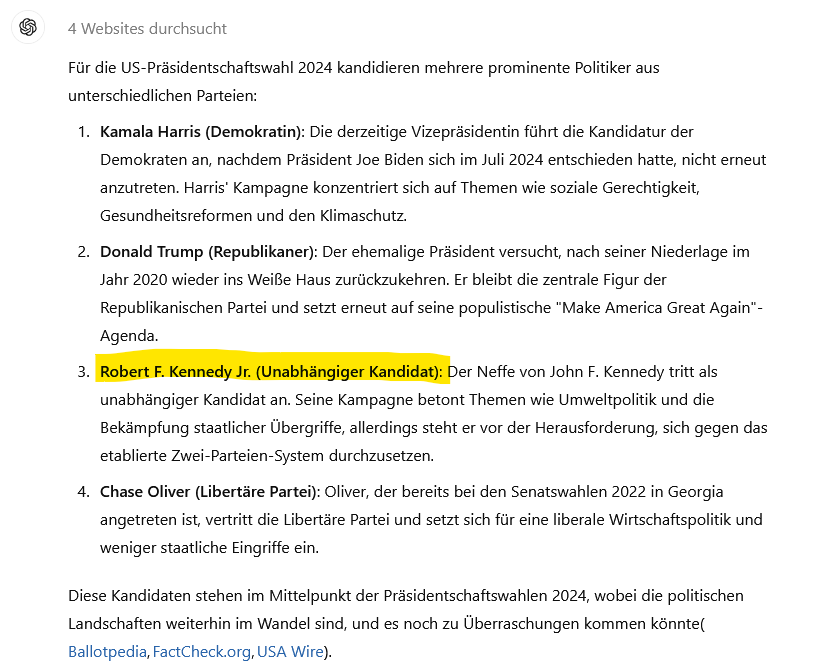 4 Websites durchsucht
Für die US-Präsidentschaftswahl 2024 kandidieren mehrere prominente Politiker aus
unterschiedlichen Parteien:
1. Kamala Harris (Demokratin): Die derzeitige Vizepräsidentin führt die Kandidatur der
Demokraten an, nachdem Präsident Joe Biden sich im Juli 2024 entschieden hatte, nicht erneut
anzutreten. Harris' Kampagne konzentriert sich auf Themen wie soziale Gerechtigkeit,
Gesundheitsreformen und den Klimaschutz.
2. Donald Trump (Republikaner): Der ehemalige Präsident versucht, nach seiner Niederlage im
Jahr 2020 wieder ins Weiße Haus zurückzukehren. Er bleibt die zentrale Figur der
Republikanischen Partei und setzt erneut auf seine populistische "Make America Great Again"-
Agenda.
3. Robert F. Kennedy Jr. (Unabhängiger Kandidat): Der Neffe von John F. Kennedy tritt als
unabhängiger Kandidat an. Seine Kampagne betont Themen wie Umweltpolitik und die
Bekämpfung staatlicher Übergriffe, allerdings steht er vor der Herausforderung, sich gegen das
etablierte Zwei-Parteien-System durchzusetzen.
4. Chase Oliver (Libertäre Partei): Oliver, der bereits bei den Senatswahlen 2022 in Georgia
angetreten ist, vertritt die Libertäre Partei und setzt sich für eine liberale Wirtschaftspolitik und
weniger staatliche Eingriffe ein.
Diese Kandidaten stehen im Mittelpunkt der Präsidentschaftswahlen 2024, wobei die politischen
Landschaften weiterhin im Wandel sind, und es noch zu Überraschungen kommen könnte(
Ballotpedia, FactCheck.org, USA Wire).